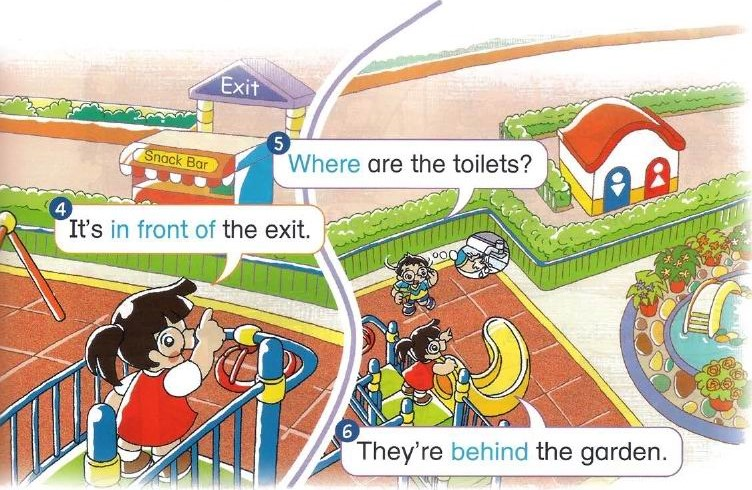 Exit
Snack Bar
4
It's in front of the exit.
5
Where are the toilets?
6
They're behind the garden.